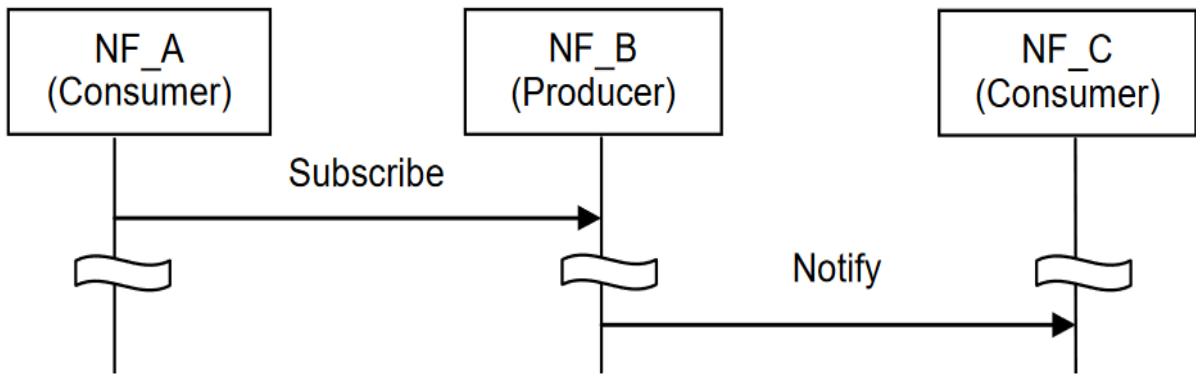 NF_A
(Consumer)
NF_B
(Producer)
NF_C
(Consumer)
Subscribe
Notify